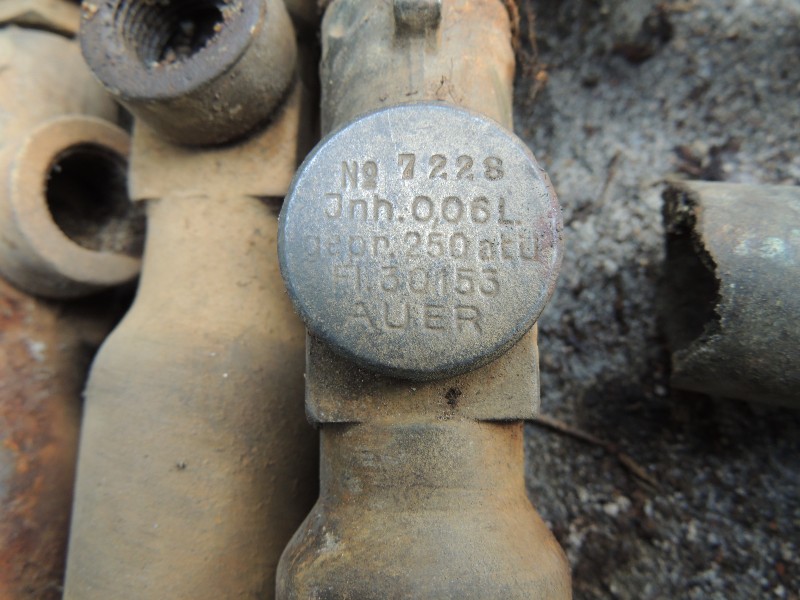 Nº 7228
Jnh. 0,06 L.
gepr. 250 atü
Fl. 30153
AUER